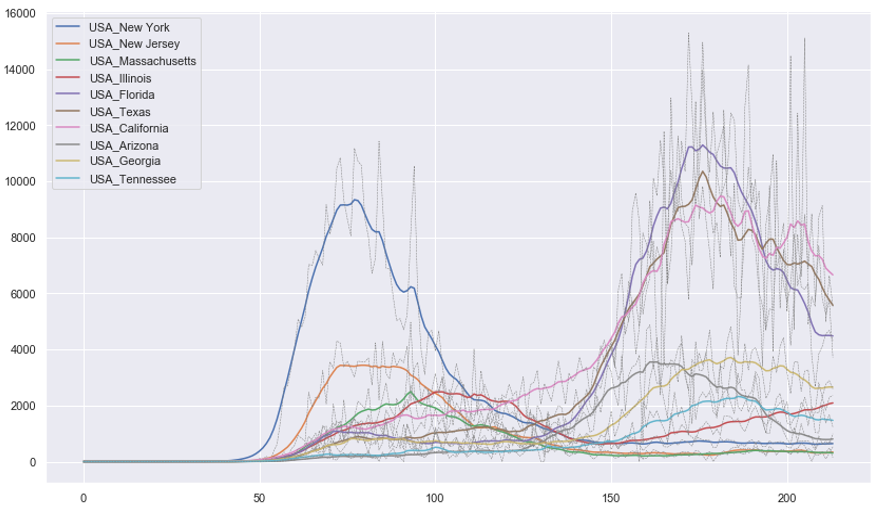 16000
14000
12000
10000
8000
6000
4000
2000
0
USA_New York
USA_New Jersey
USA_Massachusetts
USA_Illinois
USA_Florida
USA_Texas
USA_California
USA_Arizona
USA_Georgia
USA_Tennessee
0 50 100 150 200